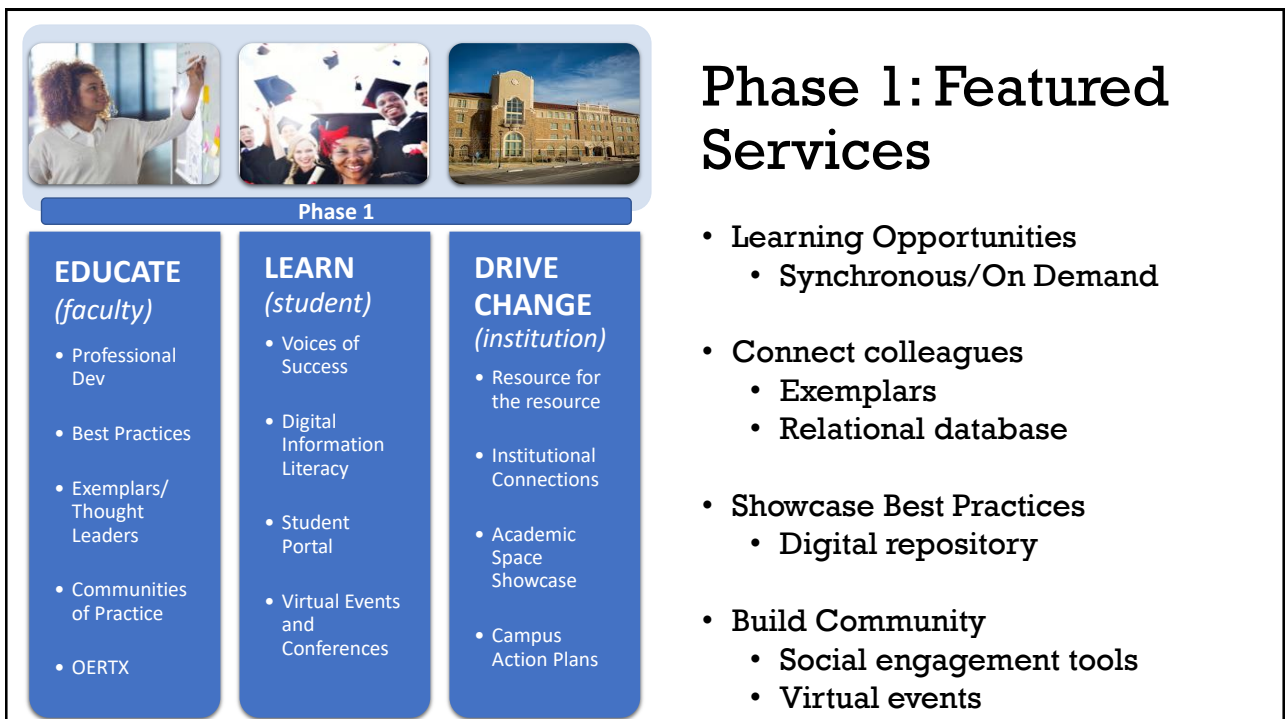 Phase 1
EDUCATE
(faculty)
• Professional
Dev
• Best Practices
• Exemplars/
Thought
Leaders
• Communities
of Practice
• OERTX
LEARN
(student)
• Voices of
Success
• Digital
Information
Literacy
• Student
Portal
• Virtual Events
and
Conferences
DRIVE
CHANGE
(institution)
• Resource for
the resource
• Institutional
Connections
• Academic
Space
Showcase
• Campus
Action Plans
Phase 1: Featured
Services
• Learning Opportunities
• Synchronous/On Demand
• Connect colleagues
• Exemplars
• Relational database
• Showcase Best Practices
• Digital repository
• Build Community
• Social engagement tools
• Virtual events